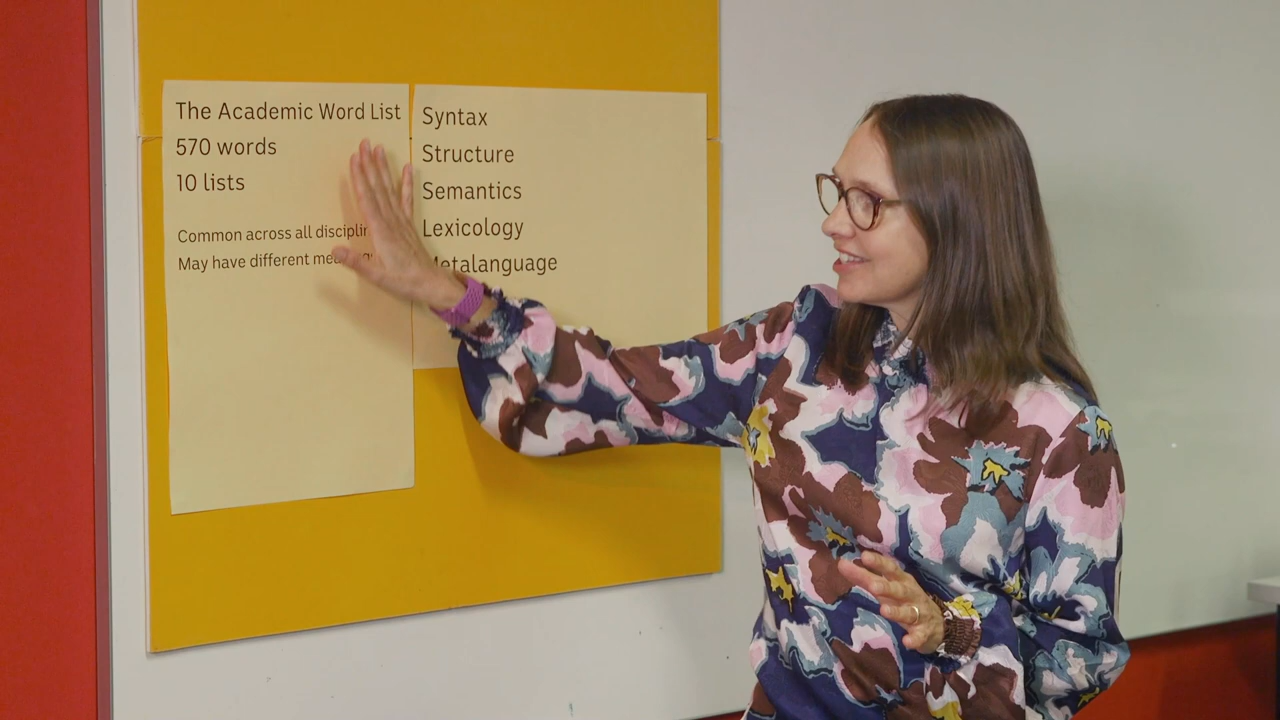 The Academic Word List
570 words
10 lists
Common across all
May have different
Syntax
Structure
Semantics
Lexicology
Metalanguage